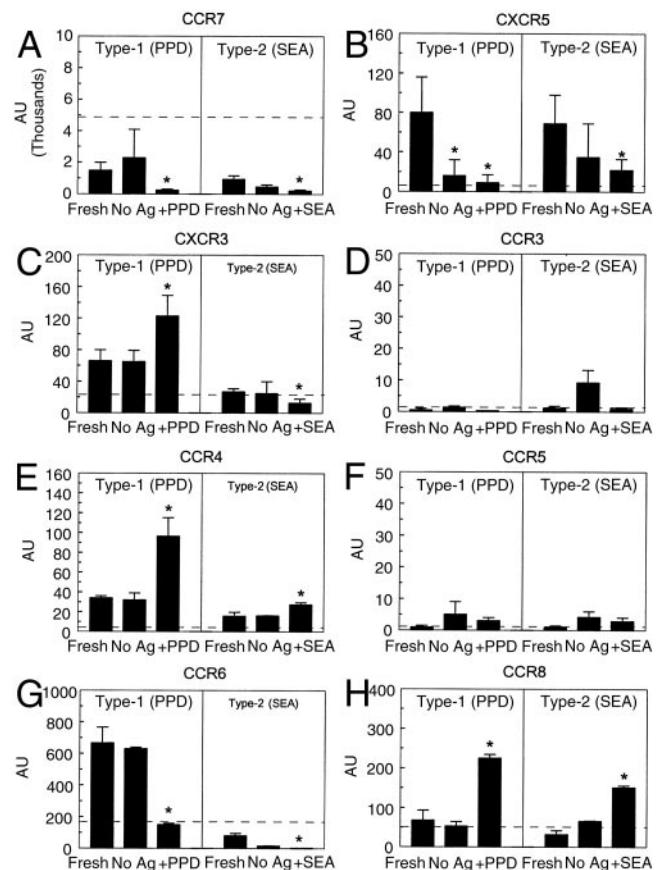 CCR7
CXCR5
A
Type-1 (PPD)
Type-2 (SEA)
B
Type-1 (PPD)
Type-2 (SEA)
AU
(Thousands)
10
8
6
4
2
0
AU
160
120
80
40
0
*
*
*
*
*
Fresh No Ag +PPD
Fresh No Ag +SEA
Fresh No Ag +PPD
Fresh No Ag +SEA
CXCR3
CCR3
C
Type-1 (PPD)
Type-2 (SEA)
D
Type-1 (PPD)
Type-2 (SEA)
AU
200
160
120
80
40
0
AU
50
40
30
20
10
0
*
*
Fresh No Ag +PPD
Fresh No Ag +SEA
Fresh No Ag +PPD
Fresh No Ag +SEA
CCR4
CCR5
E
Type-1 (PPD)
Type-2 (SEA)
F
Type-1 (PPD)
Type-2 (SEA)
AU
160
140
120
100
80
60
40
20
0
AU
50
40
30
20
10
0
*
*
Fresh No Ag +PPD
Fresh No Ag +SEA
Fresh No Ag +PPD
Fresh No Ag +SEA
CCR6
CCR8
G
Type-1 (PPD)
Type-2 (SEA)
H
Type-1 (PPD)
Type-2 (SEA)
AU
1000
800
600
400
200
0
AU
400
300
200
100
0
*
*
*
*
Fresh No Ag +PPD
Fresh No Ag +SEA
Fresh No Ag +PPD
Fresh No Ag +SEA